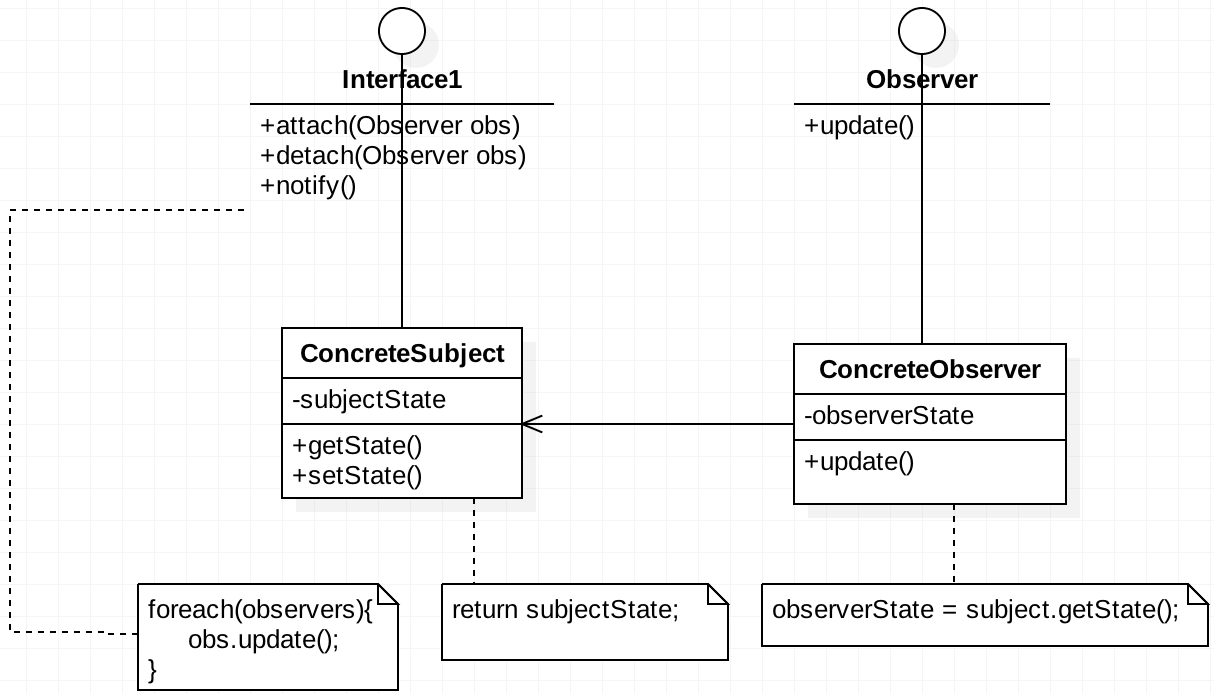 Interface1
+attach(Observer obs)
+detach(Observer obs)
+notify()
Observer
+update()
ConcreteSubject
-subjectState
+getState()
+setState()
ConcreteObserver
-observerState
+update()
foreach(observers){
obs.update();
}
return subjectState;
observerState = subject.getState();